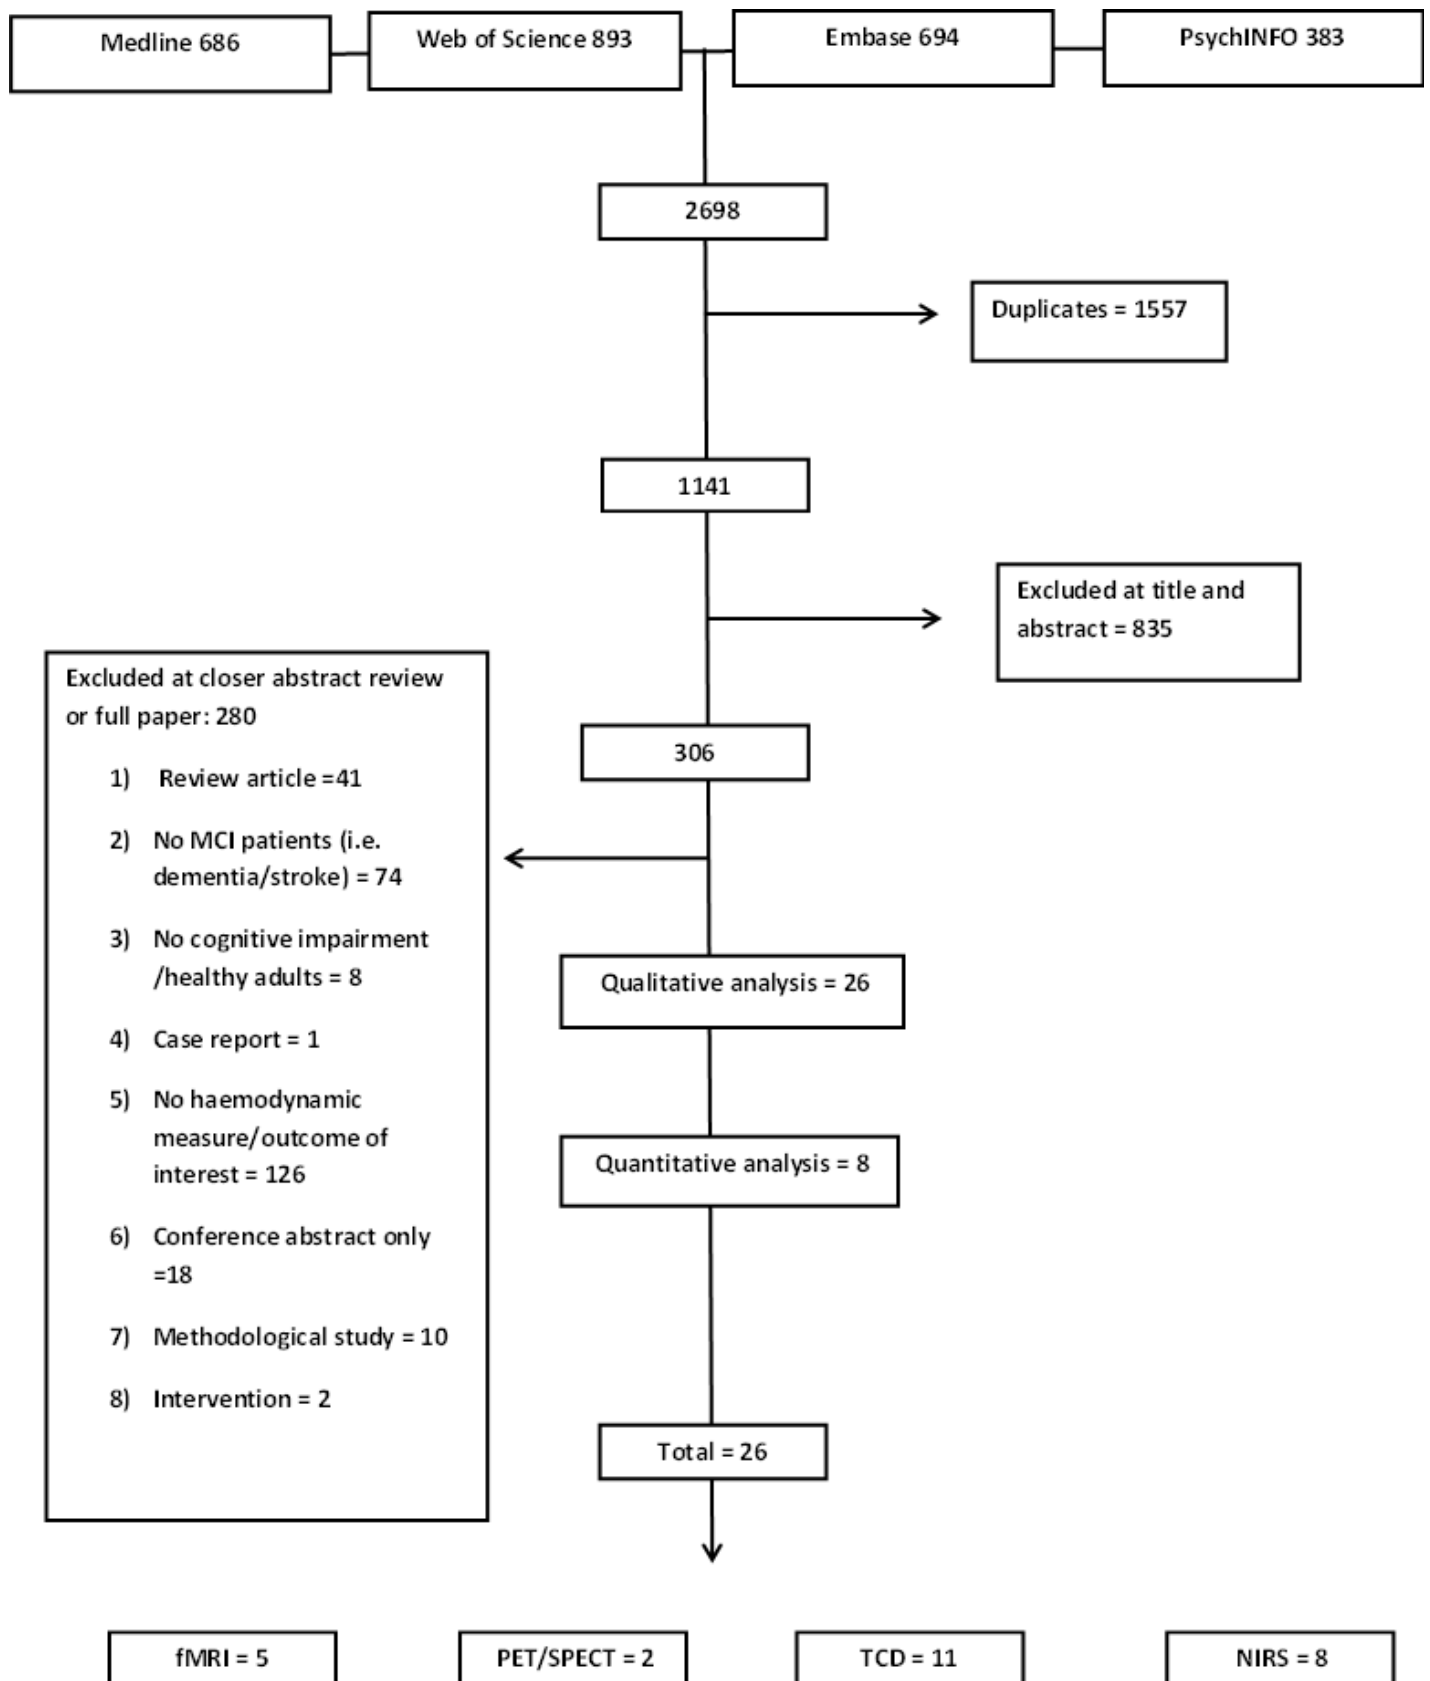 Medline 686
Web of Science 893
Embase 694
PsychINFO 383
2698
Duplicates = 1557
1141
Excluded at title and
abstract = 835
306
Excluded at closer abstract review
or full paper: 280
1) Review article =41
2) No MCI patients (i.e.
dementia/stroke) = 74
3) No cognitive impairment
/healthy adults = 8
4) Case report = 1
5) No haemodynamic
measure/outcome of
interest = 126
6) Conference abstract only
=18
7) Methodological study = 10
8) Intervention = 2
Qualitative analysis = 26
Quantitative analysis = 8
Total = 26
fMRI = 5
PET/SPECT = 2
TCD = 11
NIRS = 8